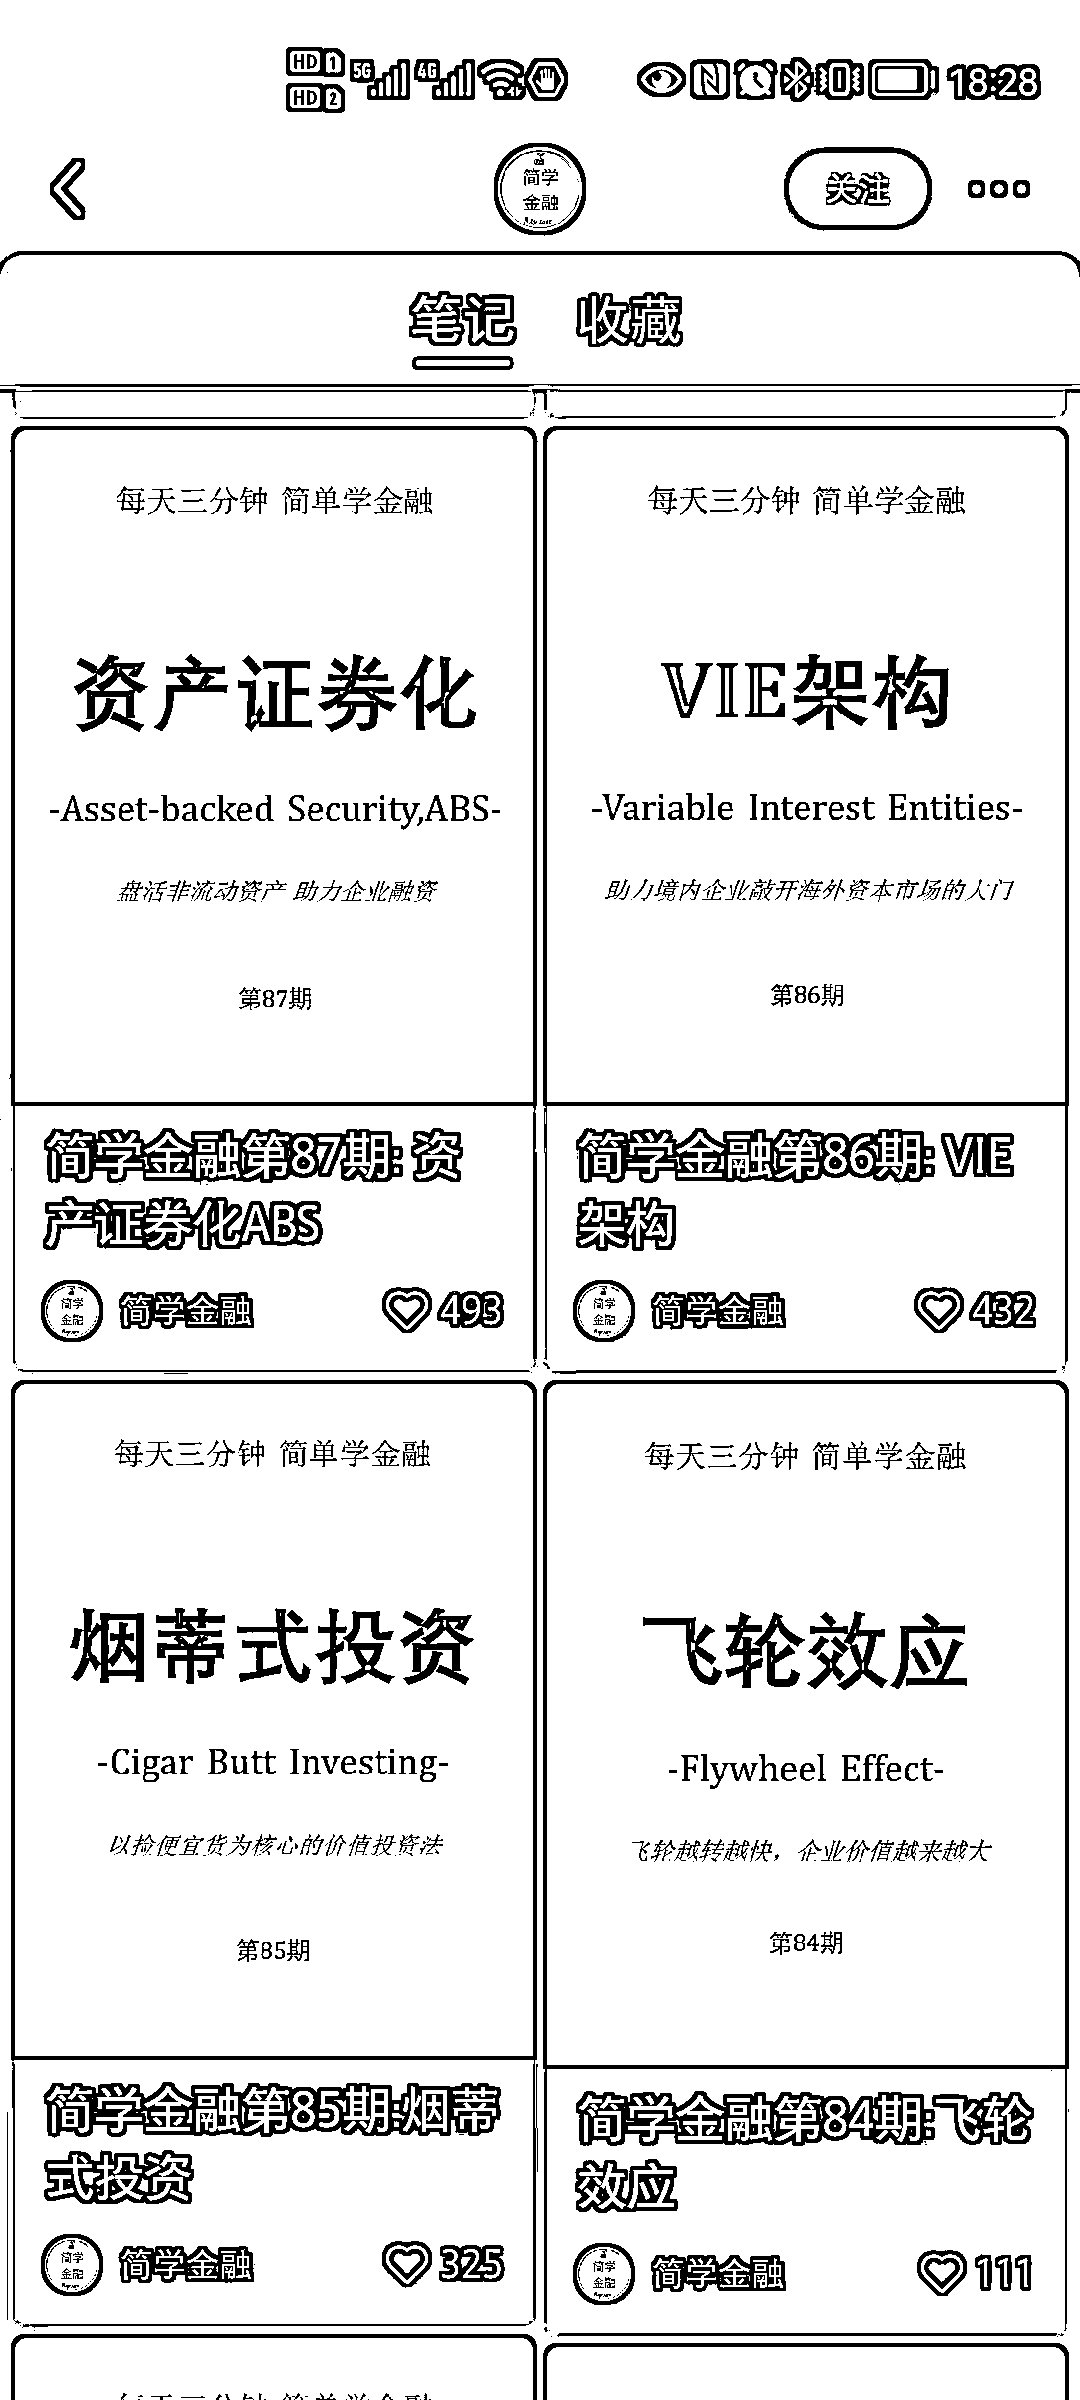 HD 1 5G 4G 18:28
HD 2
简学
金融
关注
笔记 收藏
每天三分钟 简单学金融
资产证券化
-Asset-backed Security,ABS-
盘活非流动资产 助力企业融资
第87期
简学金融第87期: 资
产证券化ABS
简学金融 493
每天三分钟 简单学金融
VIE架构
-Variable Interest Entities-
助力境内企业敲开海外资本市场的大门
第86期
简学金融第86期: VIE
架构
简学金融 432
每天三分钟 简单学金融
烟蒂式投资
-Cigar Butt Investing-
以捡便宜货为核心的价值投资法
第85期
简学金融第85期:烟蒂
式投资
简学金融 325
每天三分钟 简单学金融
飞轮效应
-Flywheel Effect-
飞轮越转越快，企业价值越来越大
第84期
简学金融第84期:飞轮
效应
简学金融 111
每天三分钟 简单学金融